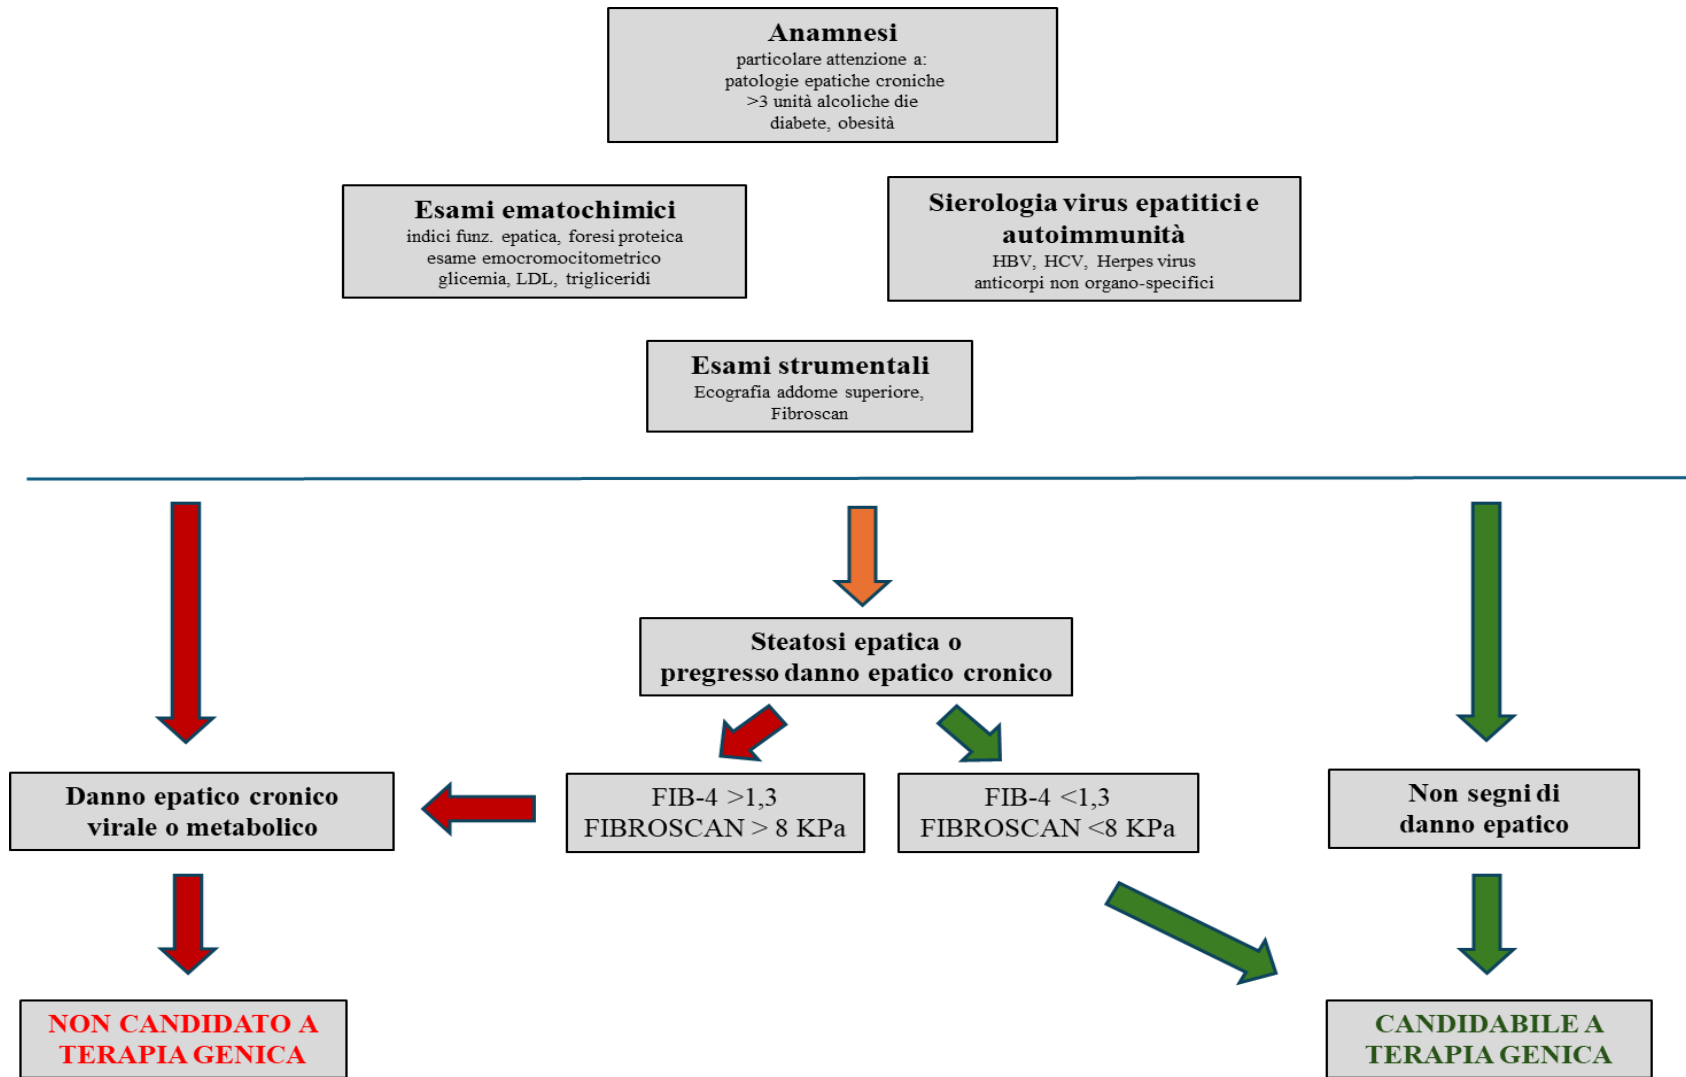 Anamnesi
particolare attenzione a:
patologie epatiche croniche
>3 unità alcoliche die
diabete, obesità
Esami ematochimici
indici funz. epatica, foresi proteica
esame emocromocitometrico
glicemia, LDL, trigliceridi
Sierologia virus epatitici e
autoimmunità
HBV, HCV, Herpes virus
anticorpi non organo-specifici
Esami strumentali
Ecografia addome superiore,
Fibroscan
Steatosi epatica o
pregresso danno epatico cronico
Danno epatico cronico
virale o metabolico
FIB-4 >1,3
FIBROSCAN > 8 KPa
FIB-4 <1,3
FIBROSCAN <8 KPa
Non segni di
danno epatico
NON CANDIDATO A
TERAPIA GENICA
CANDIDABILE A
TERAPIA GENICA